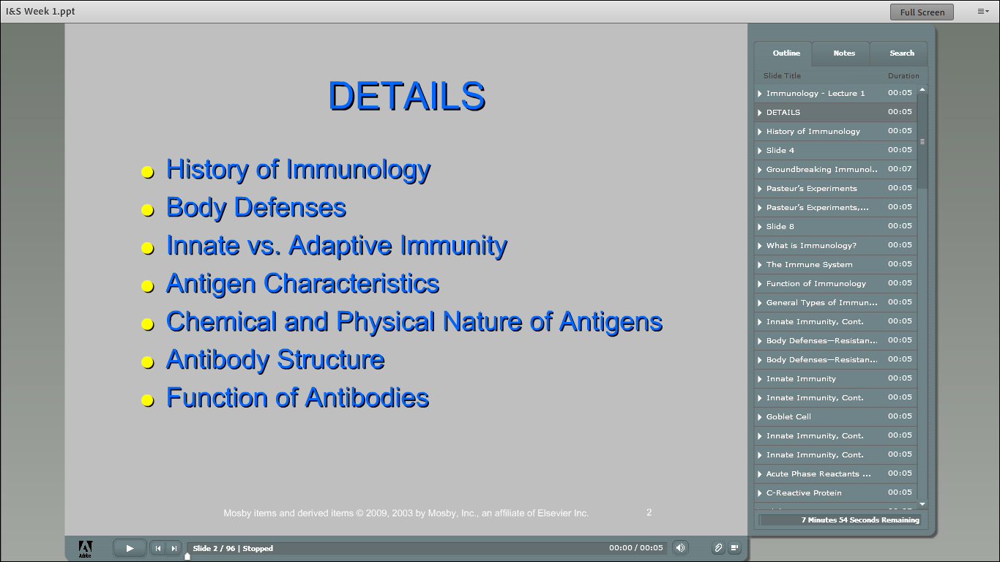 I&S Week 1.ppt
Full Screen
DETAILS
History of Immunology
Body Defenses
Innate vs. Adaptive Immunity
Antigen Characteristics
Chemical and Physical Nature of Antigens
Antibody Structure
Function of Antibodies
Mosby items and derived items © 2009, 2003 by Mosby, Inc., an affiliate of Elsevier Inc. 2
Outline Notes Search
Slide Title Duration
Immunology - Lecture 1 00:05
DETAILS 00:05
History of Immunology 00:05
Slide 4 00:05
Groundbreaking Immunol.. 00:07
Pasteur’s Experiments 00:05
Pasteur’s Experiments,... 00:05
Slide 8 00:05
What is Immunology? 00:05
The Immune System 00:05
Function of Immunology 00:05
General Types of Immun... 00:05
Innate Immunity, Cont. 00:05
Body Defenses—Resistan... 00:05
Body Defenses—Resistan... 00:05
Innate Immunity 00:05
Innate Immunity, Cont. 00:05
Goblet Cell 00:05
Innate Immunity, Cont. 00:05
Innate Immunity, Cont. 00:05
Acute Phase Reactants ... 00:05
C-Reactive Protein 00:05
7 Minutes 54 Seconds Remaining
Adobe
Slide 2 / 96 | Stopped 00:00 / 00:05